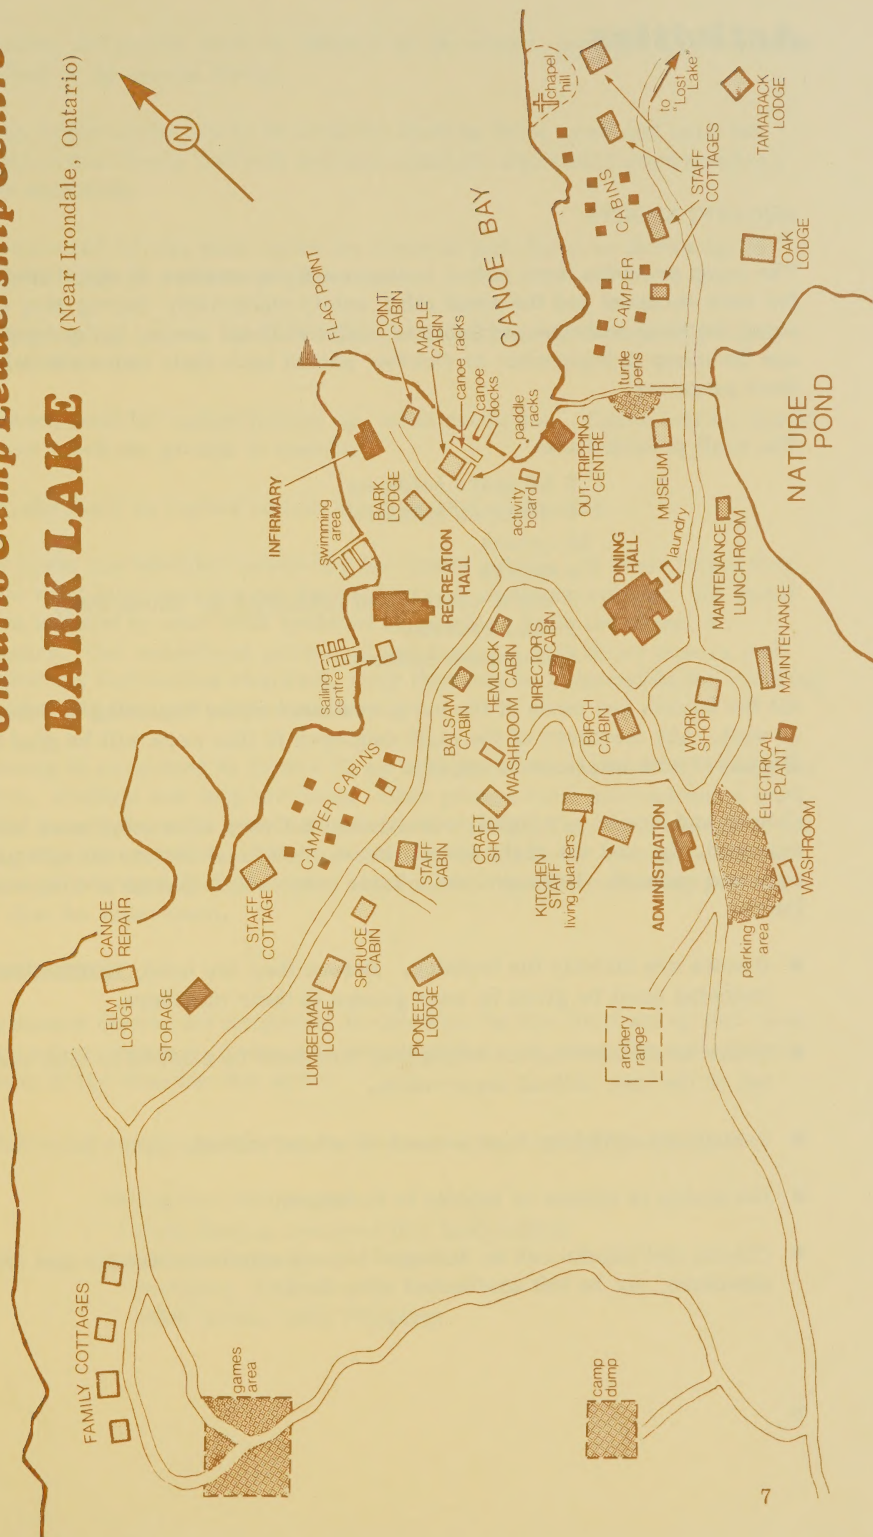 Ontario Camp Leadership Centre
BARK LAKE
(Near Irondale, Ontario)
N
FAMILY COTTAGES
ELM
LODGE
CANOE
REPAIR
STORAGE
STAFF
COTTAGE
CAMPER CABINS
sailing
centre
swimming
area
INFIRMARY
FLAG POINT
games
area
LUMBERMAN
LODGE
SPRUCE
CABIN
PIONEER
LODGE
STAFF
CABIN
BALSAM
CABIN
HEMLOCK
CABIN
WASHROOM
CRAFT
SHOP
RECREATION
HALL
BARK
LODGE
POINT
CABIN
MAPLE
CABIN
canoe racks
canoe
docks
paddle
racks
activity
board
CANOE BAY
chapel
hill
KITCHEN
STAFF
living quarters
DIRECTOR'S
CABIN
BIRCH
CABIN
DINING
HALL
laundry
OUT-TRIPPING
CENTRE
turtle
pens
CAMPER CABINS
STAFF
COTTAGES
to
"Lost
Lake"
TAMARACK
LODGE
OAK
LODGE
camp
dump
archery
range
ADMINISTRATION
WORK
SHOP
MUSEUM
MAINTENANCE
LUNCH ROOM
parking
area
ELECTRICAL
PLANT
WASHROOM
MAINTENANCE
NATURE
POND
7